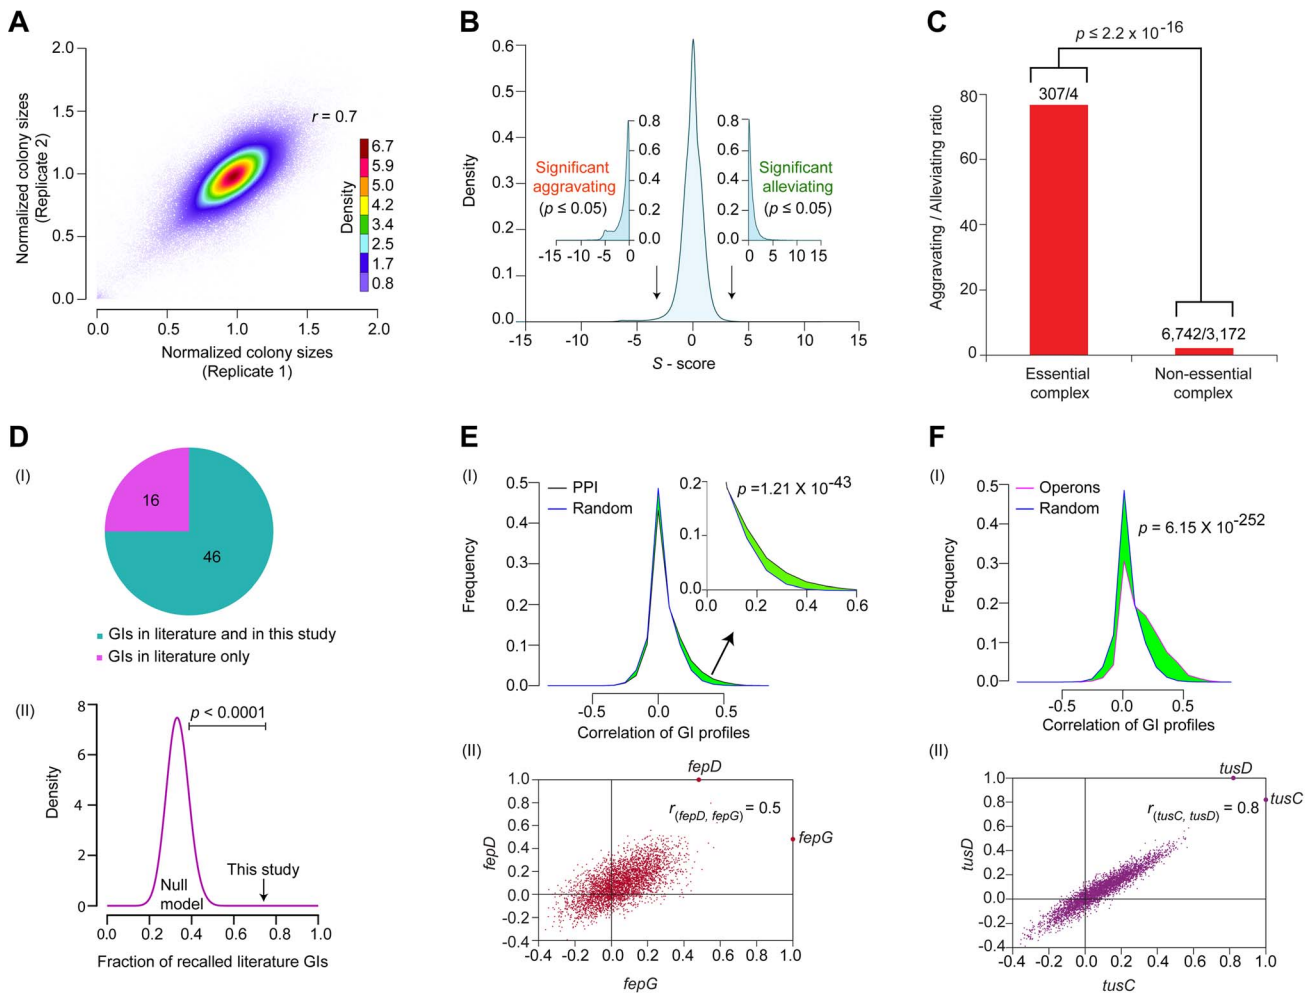 A
2.0
1.5
1.0
0.5
0.0
Normalized colony sizes
(Replicate 2)
r = 0.7
Density
6.7
5.9
5.0
4.2
3.4
2.5
1.7
0.8
0.0 0.5 1.0 1.5 2.0
Normalized colony sizes
(Replicate 1)
B
0.6
0.5
0.4
0.3
0.2
0.1
0.0
Density
Significant
aggravating
(p ≤ 0.05)
0.8
0.6
0.4
0.2
0.0
-15 -10 -5 0
0.8
0.6
0.4
0.2
0.0
0 5 10 15
Significant
alleviating
(p ≤ 0.05)
-15 -10 -5 0 5 10 15
S - score
C
p ≤ 2.2 x 10-16
80
60
40
20
0
Aggravating / Alleviating ratio
307/4
6,742/3,172
Essential
complex
Non-essential
complex
D
(I)
16
46
GIs in literature and in this study
GIs in literature only
(II)
8
6
4
2
0
Density
p < 0.0001
Null
model
This study
0.0 0.2 0.4 0.6 0.8 1.0
Fraction of recalled literature GIs
E
(I)
0.5
0.4
0.3
0.2
0.1
0.0
Frequency
PPI
Random
0.2
0.1
0.0
0.0 0.2 0.4 0.6
p =1.21 X 10-43
-0.5 0.0 0.5
Correlation of GI profiles
(II)
fepD
1.0
0.8
0.6
0.4
0.2
0.0
-0.2
-0.4
fepD
r(fepD, fepG) = 0.5
fepG
-0.4 -0.2 0.0 0.2 0.4 0.6 0.8 1.0
fepG
F
(I)
0.5
0.4
0.3
0.2
0.1
0.0
Frequency
Operons
Random
p = 6.15 X 10-252
-0.5 0.0 0.5
Correlation of GI profiles
(II)
tusD
1.0
0.8
0.6
0.4
0.2
0.0
-0.2
-0.4
tusD
r(tusC, tusD) = 0.8
tusC
-0.4 -0.2 0.0 0.2 0.4 0.6 0.8 1.0
tusC